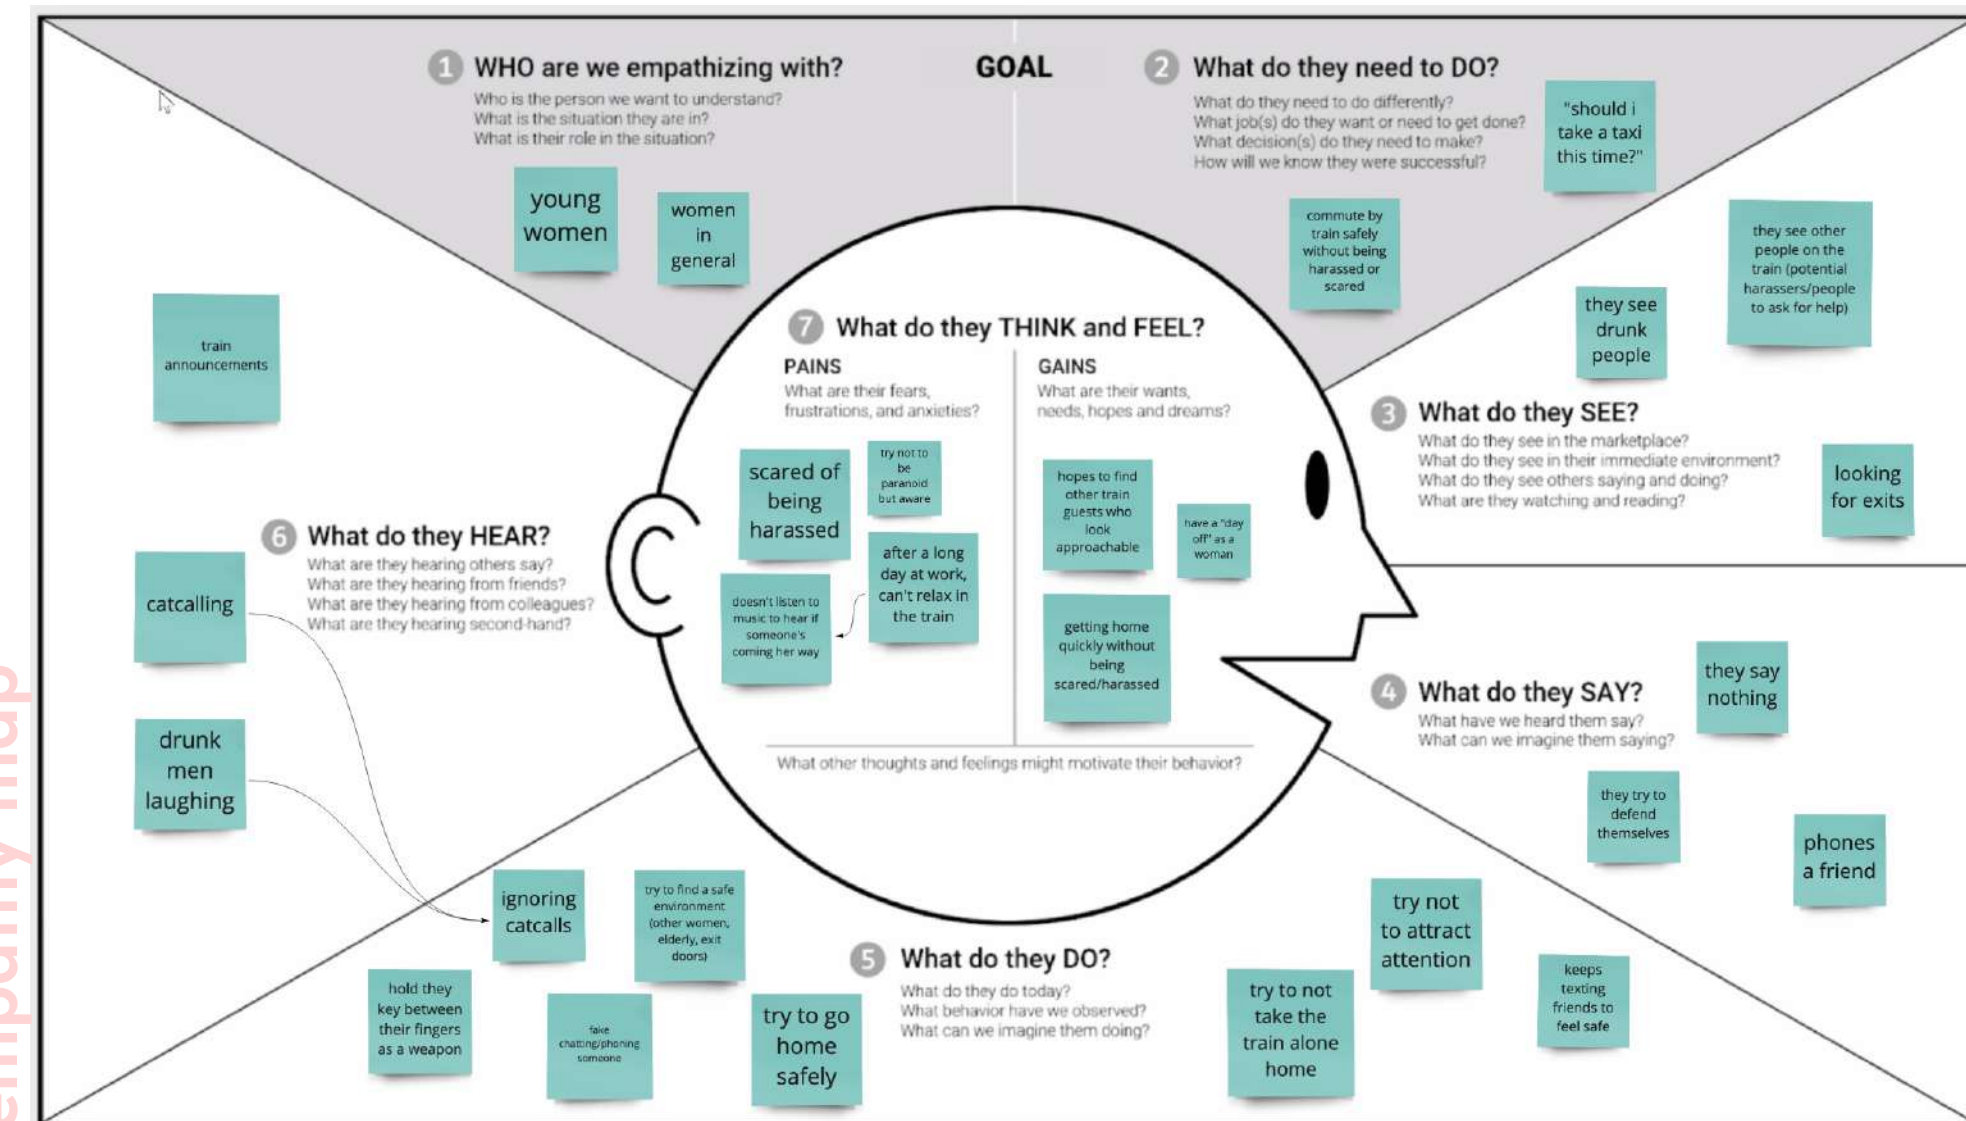 empathy map
1 WHO are we empathizing with?
Who is the person we want to understand?
What is the situation they are in?
What is their role in the situation?
young
women
women
in
general
GOAL
2 What do they need to DO?
What do they need to do differently?
What job(s) do they want or need to get done?
What decision(s) do they need to make?
How will we know they were successful?
"should i
take a taxi
this time?"
commute by
train safely
without being
harassed or
scared
they see other
people on the
train (potential
harassers/people
to ask for help)
they see
drunk
people
3 What do they SEE?
What do they see in the marketplace?
What do they see in their immediate environment?
What do they see others saying and doing?
What are they watching and reading?
looking
for exits
4 What do they SAY?
What have we heard them say?
What can we imagine them saying?
they say
nothing
they try to
defend
themselves
phones
a friend
5 What do they DO?
What do they do today?
What behavior have we observed?
What can we imagine them doing?
ignoring
catcalls
try to find a safe
environment
(other women,
elderly, exit
doors)
hold they
key between
their fingers
as a weapon
fake
chatting/phoning
someone
try to go
home
safely
try not
to attract
attention
try to not
take the
train alone
home
keeps
texting
friends to
feel safe
6 What do they HEAR?
What are they hearing others say?
What are they hearing from friends?
What are they hearing from colleagues?
What are they hearing second-hand?
train
announcements
catcalling
drunk
men
laughing
7 What do they THINK and FEEL?
PAINS
What are their fears,
frustrations, and anxieties?
scared of
being
harassed
try not to
be
paranoid
but aware
after a long
day at work,
can't relax in
the train
doesn't listen to
music to hear if
someone's
coming her way
GAINS
What are their wants,
needs, hopes and dreams?
hopes to find
other train
guests who
look
approachable
have a "day
off" as a
woman
getting home
quickly without
being
scared/harassed
What other thoughts and feelings might motivate their behavior?